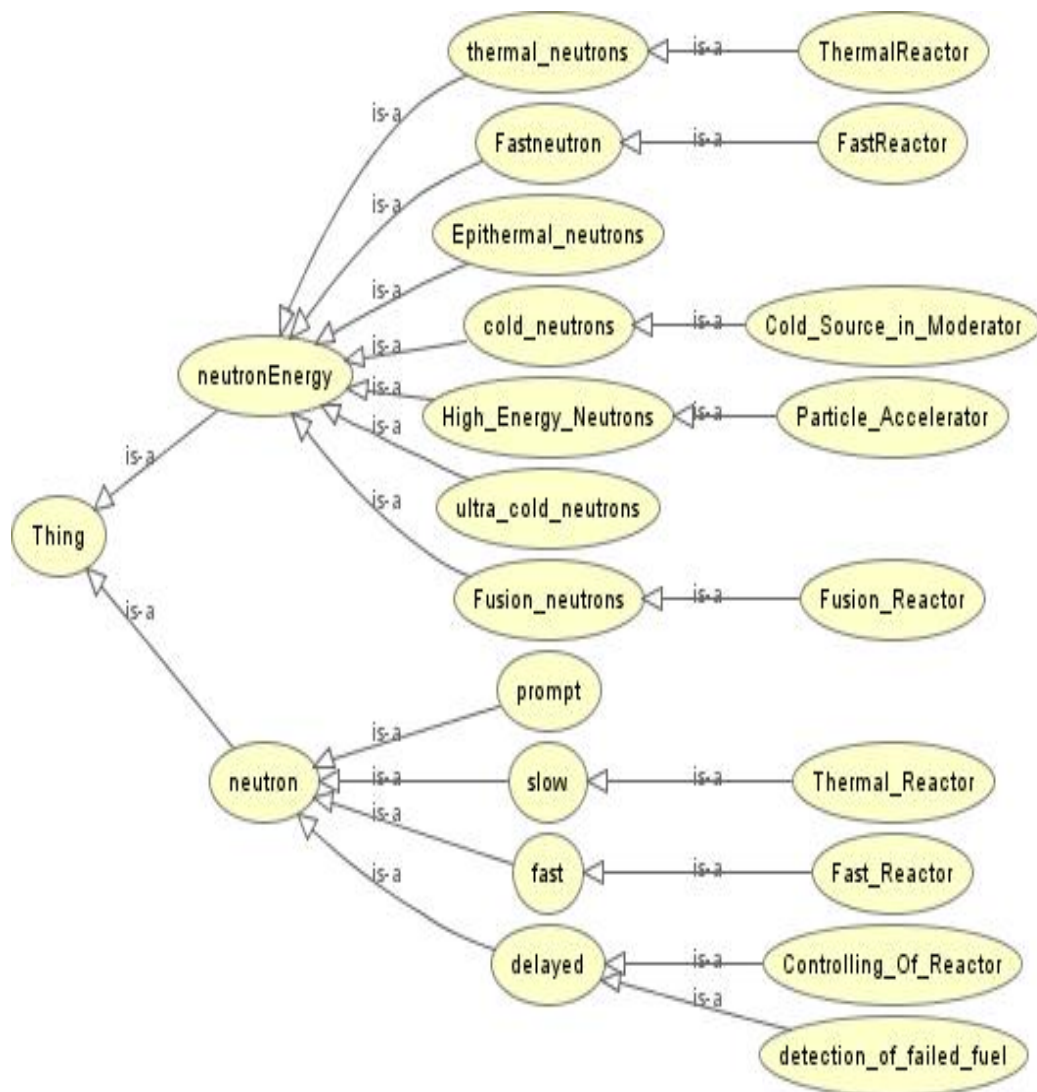 thermal_neutrons
is-a
ThermalReactor
is-a
Fastneutron
is-a
FastReactor
is-a
Epithermal_neutrons
is-a
cold_neutrons
is-a
Cold_Source_in_Moderator
is-a
neutronEnergy
is-a
High_Energy_Neutrons
is-a
Particle_Accelerator
is-a
is-a
ultra_cold_neutrons
Thing
is-a
Fusion_neutrons
is-a
Fusion_Reactor
is-a
prompt
is-a
neutron
is-a
slow
is-a
Thermal_Reactor
is-a
fast
is-a
Fast_Reactor
is-a
delayed
is-a
Controlling_Of_Reactor
is-a
detection_of_failed_fuel